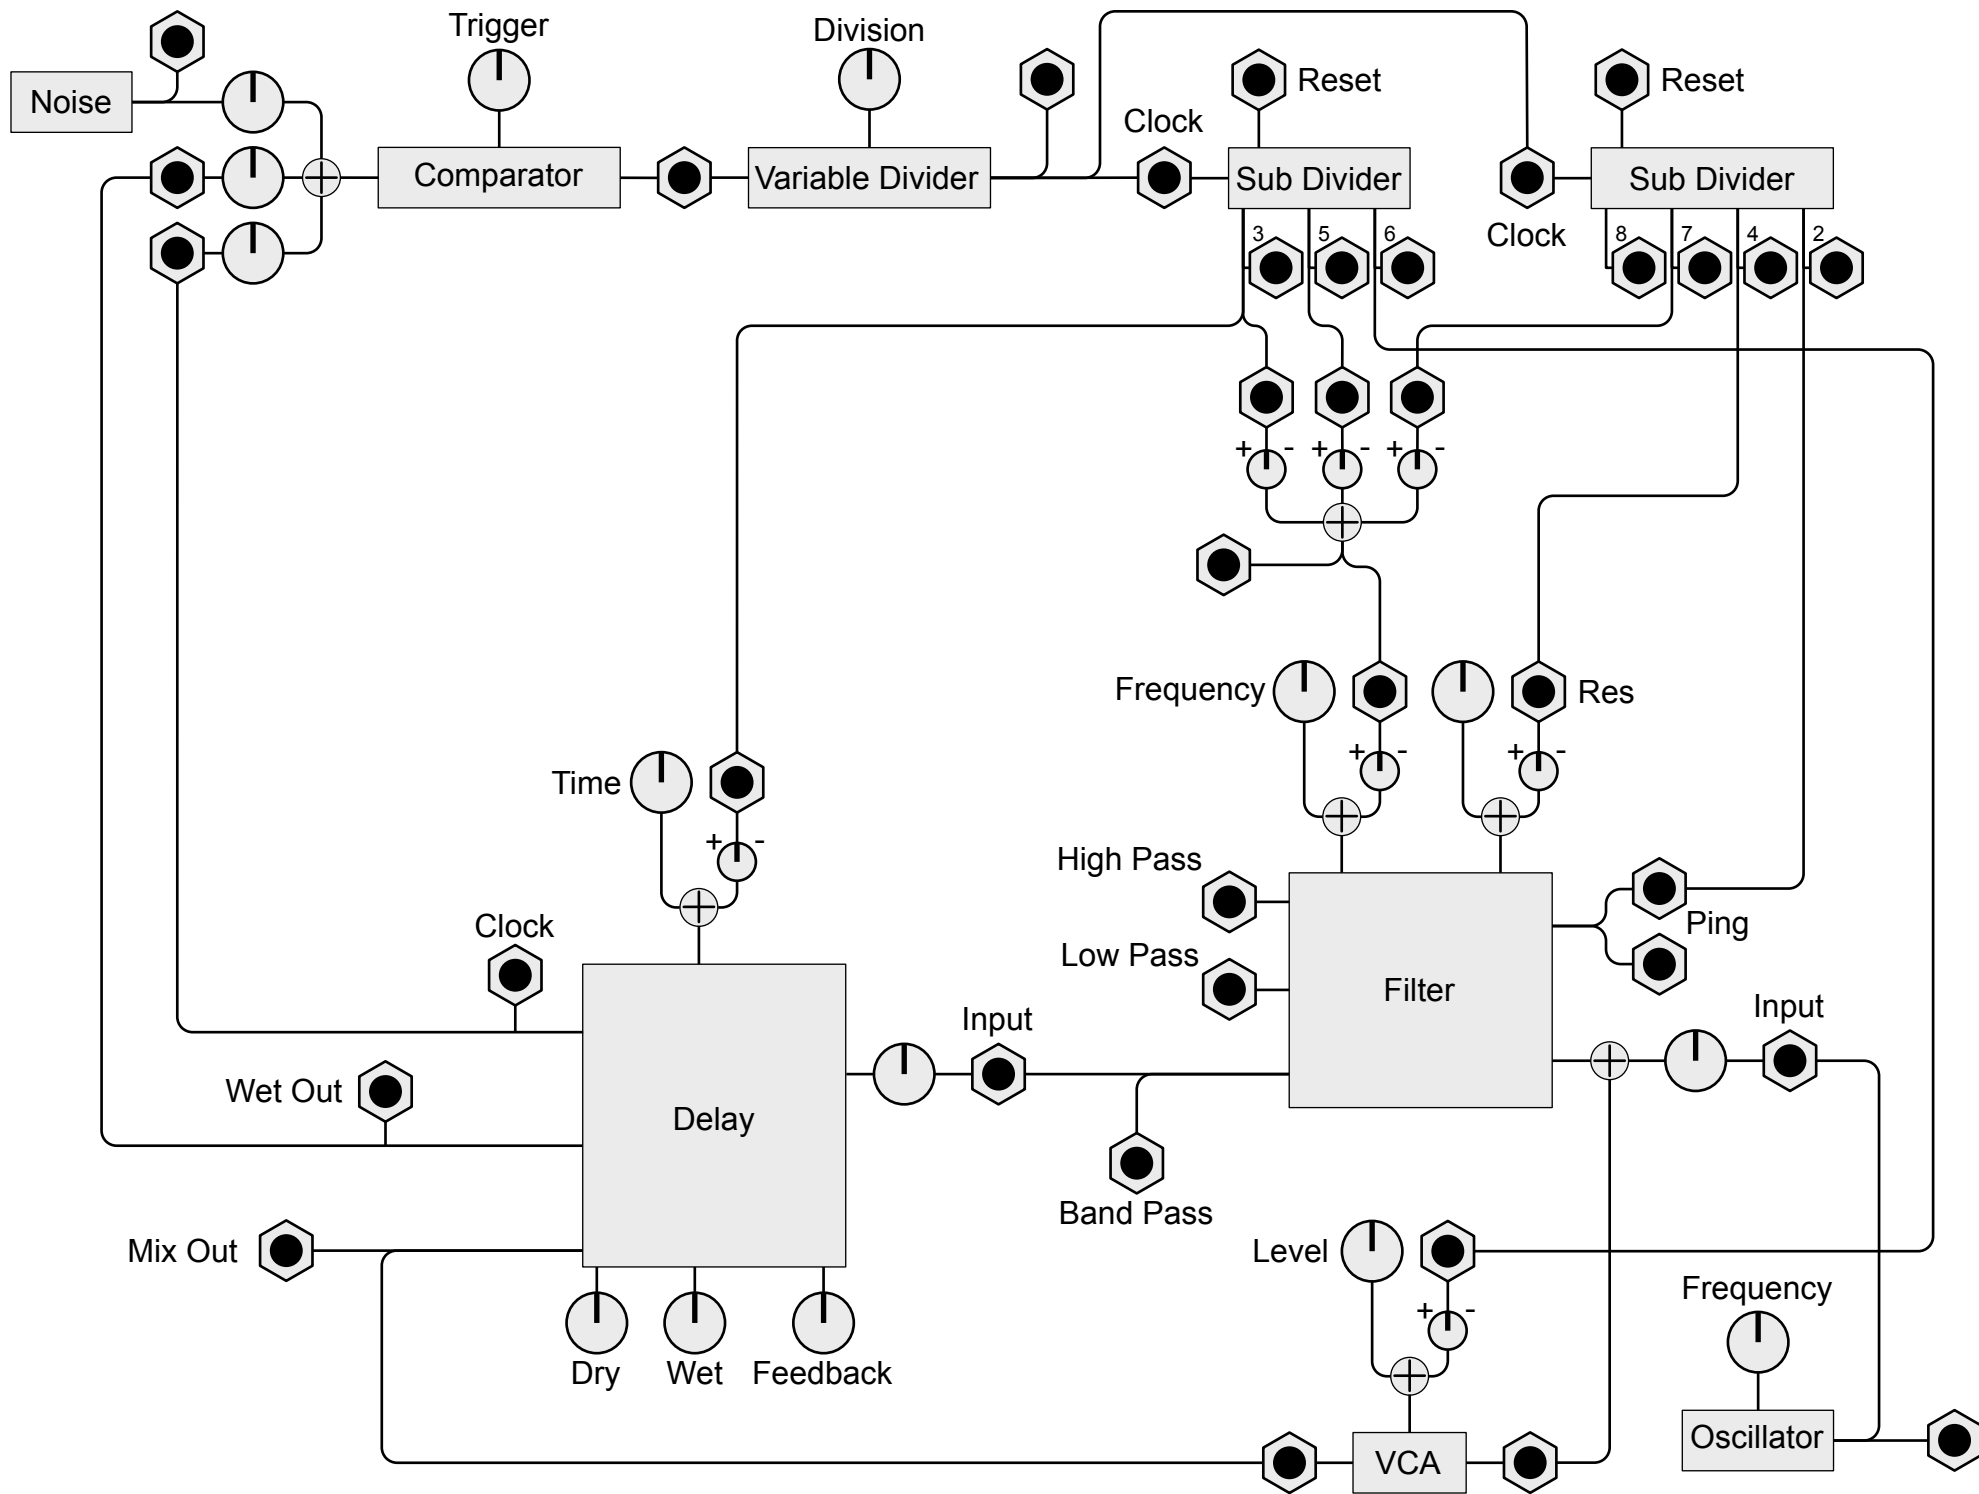 Trigger
Division
Noise
Reset
Reset
Clock
Comparator
Variable Divider
Sub Divider
Sub Divider
Clock
3
5
6
8
7
4
2
+ -
+ -
+ -
Frequency
Res
+ -
+ -
Time
+ -
High Pass
Low Pass
Ping
Clock
Filter
Input
Input
Wet Out
Delay
Band Pass
Mix Out
Level
Frequency
+ -
Dry
Wet
Feedback
Oscillator
VCA